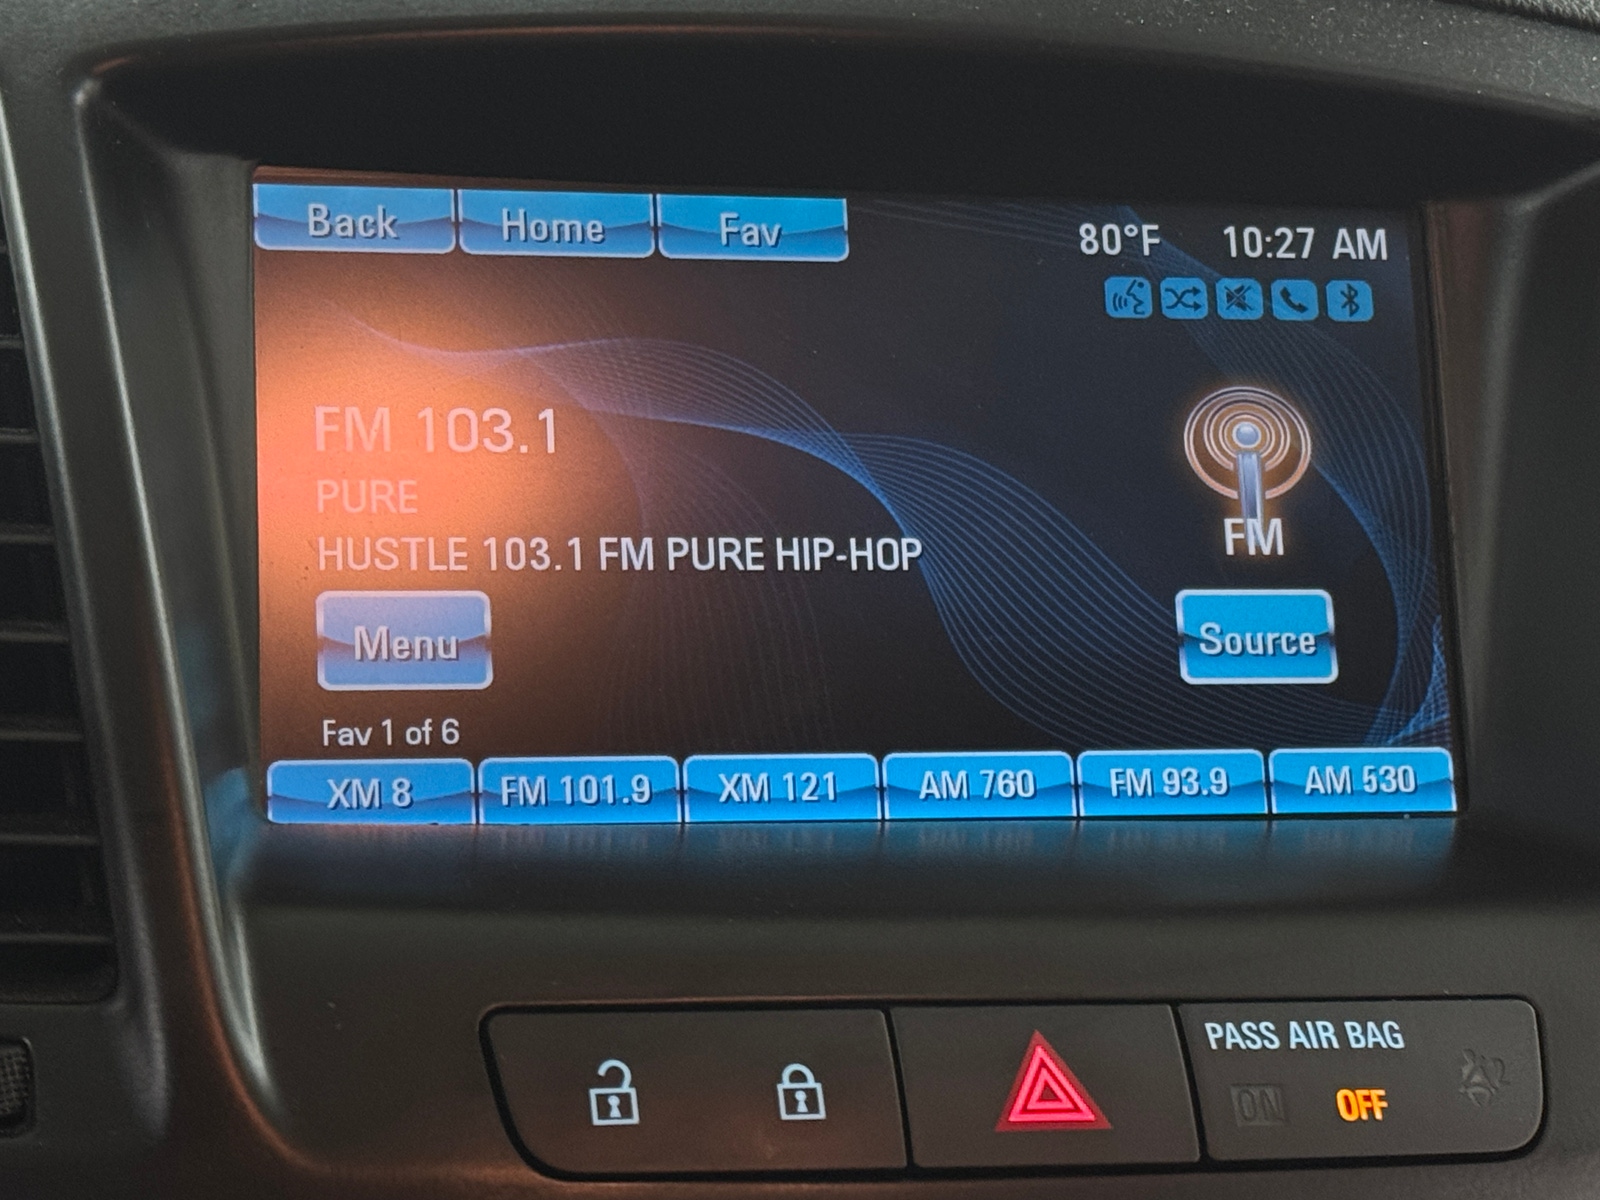 Back Home Fav 80°F 10:27 AM
FM 103.1
PURE
HUSTLE 103.1 FM PURE HIP-HOP
FM
Menu Source
Fav 1 of 6
XM 8 FM 101.9 XM 121 AM 760 FM 93.9 AM 530
PASS AIR BAG
ON OFF 2